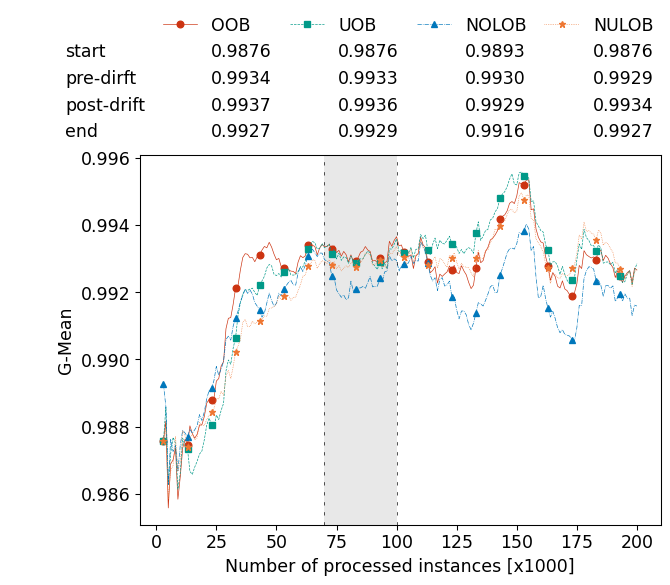 OOB UOB NOLOB NULOB
start 0.9876 0.9876 0.9893 0.9876
pre-dirft 0.9934 0.9933 0.9930 0.9929
post-drift 0.9937 0.9936 0.9929 0.9934
end 0.9927 0.9929 0.9916 0.9927
0.996
0.994
0.992
0.990
0.988
0.986
G-Mean
0 25 50 75 100 125 150 175 200
Number of processed instances [x1000]